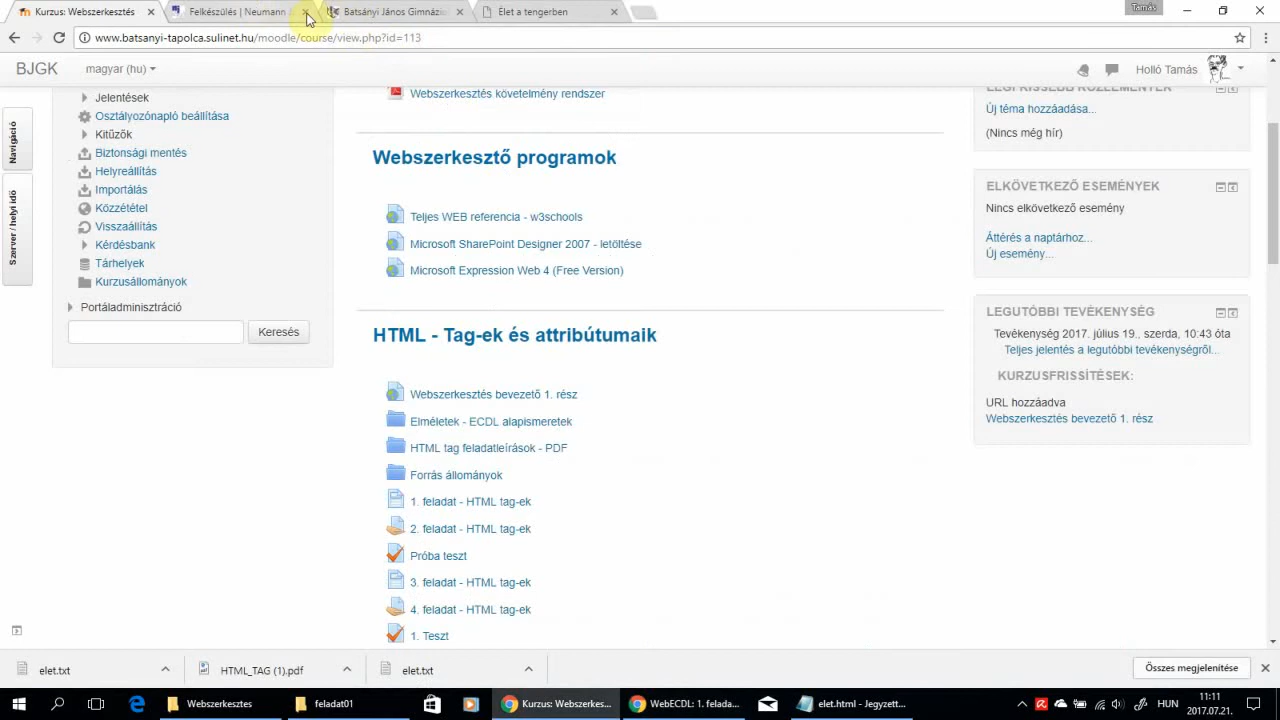 Kurzus: Webszerkesztés
Felkészülés | Neumann
Batsányi János Gimnáziu
Élet a tengerben
Tamás
www.batsanyi-tapolca.sulinet.hu/moodle/course/view.php?id=113
BJGK
magyar (hu)
Holló Tamás
Navigáció
Szerver / helyi idő
Jelentések
Osztályozónapló beállítása
Kitűzők
Biztonsági mentés
Helyreállítás
Importálás
Közzététel
Visszaállítás
Kérdésbank
Tárhelyek
Kurzusállományok
Portáladminisztráció
Keresés
Webszerkesztés követelmény rendszer
Webszerkesztő programok
Teljes WEB referencia - w3schools
Microsoft SharePoint Designer 2007 - letöltése
Microsoft Expression Web 4 (Free Version)
HTML - Tag-ek és attribútumaik
Webszerkesztés bevezető 1. rész
Elméletek - ECDL alapismeretek
HTML tag feladatleírások - PDF
Forrás állományok
1. feladat - HTML tag-ek
2. feladat - HTML tag-ek
Próba teszt
3. feladat - HTML tag-ek
4. feladat - HTML tag-ek
1. Teszt
LEGFRISSEBB KÖZLEMÉNYEK
Új téma hozzáadása...
(Nincs még hír)
ELKÖVETKEZŐ ESEMÉNYEK
Nincs elkövetkező esemény
Áttérés a naptárhoz...
Új esemény...
LEGUTÓBBI TEVÉKENYSÉG
Tevékenység 2017. július 19., szerda, 10:43 óta
Teljes jelentés a legutóbbi tevékenységről...
KURZUSFRISSÍTÉSEK:
URL hozzáadva
Webszerkesztés bevezető 1. rész
elet.txt
HTML_TAG (1).pdf
elet.txt
Összes megjelenítése
Webszerkesztes
feladat01
Kurzus: Webszerkes...
WebECDL: 1. felada...
elet.html - Jegyzett...
HUN
11:11
2017.07.21.